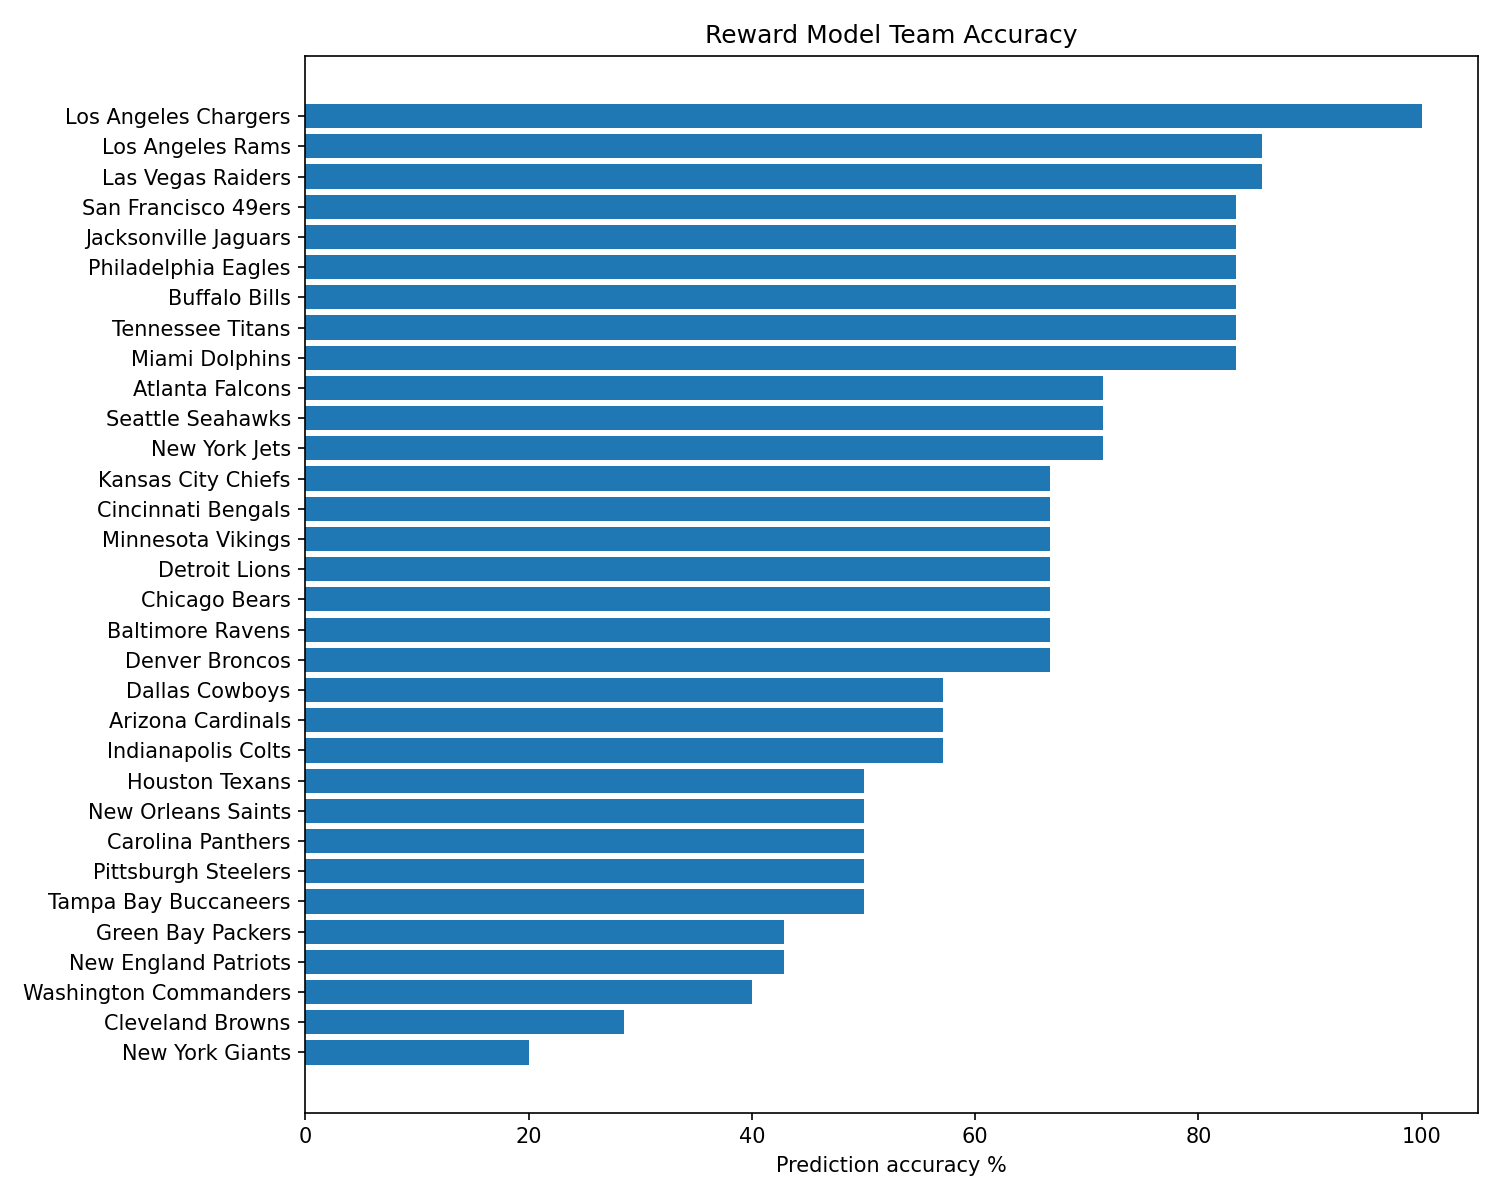 Reward Model Team Accuracy
Los Angeles Chargers
Los Angeles Rams
Las Vegas Raiders
San Francisco 49ers
Jacksonville Jaguars
Philadelphia Eagles
Buffalo Bills
Tennessee Titans
Miami Dolphins
Atlanta Falcons
Seattle Seahawks
New York Jets
Kansas City Chiefs
Cincinnati Bengals
Minnesota Vikings
Detroit Lions
Chicago Bears
Baltimore Ravens
Denver Broncos
Dallas Cowboys
Arizona Cardinals
Indianapolis Colts
Houston Texans
New Orleans Saints
Carolina Panthers
Pittsburgh Steelers
Tampa Bay Buccaneers
Green Bay Packers
New England Patriots
Washington Commanders
Cleveland Browns
New York Giants
0 20 40 60 80 100
Prediction accuracy %